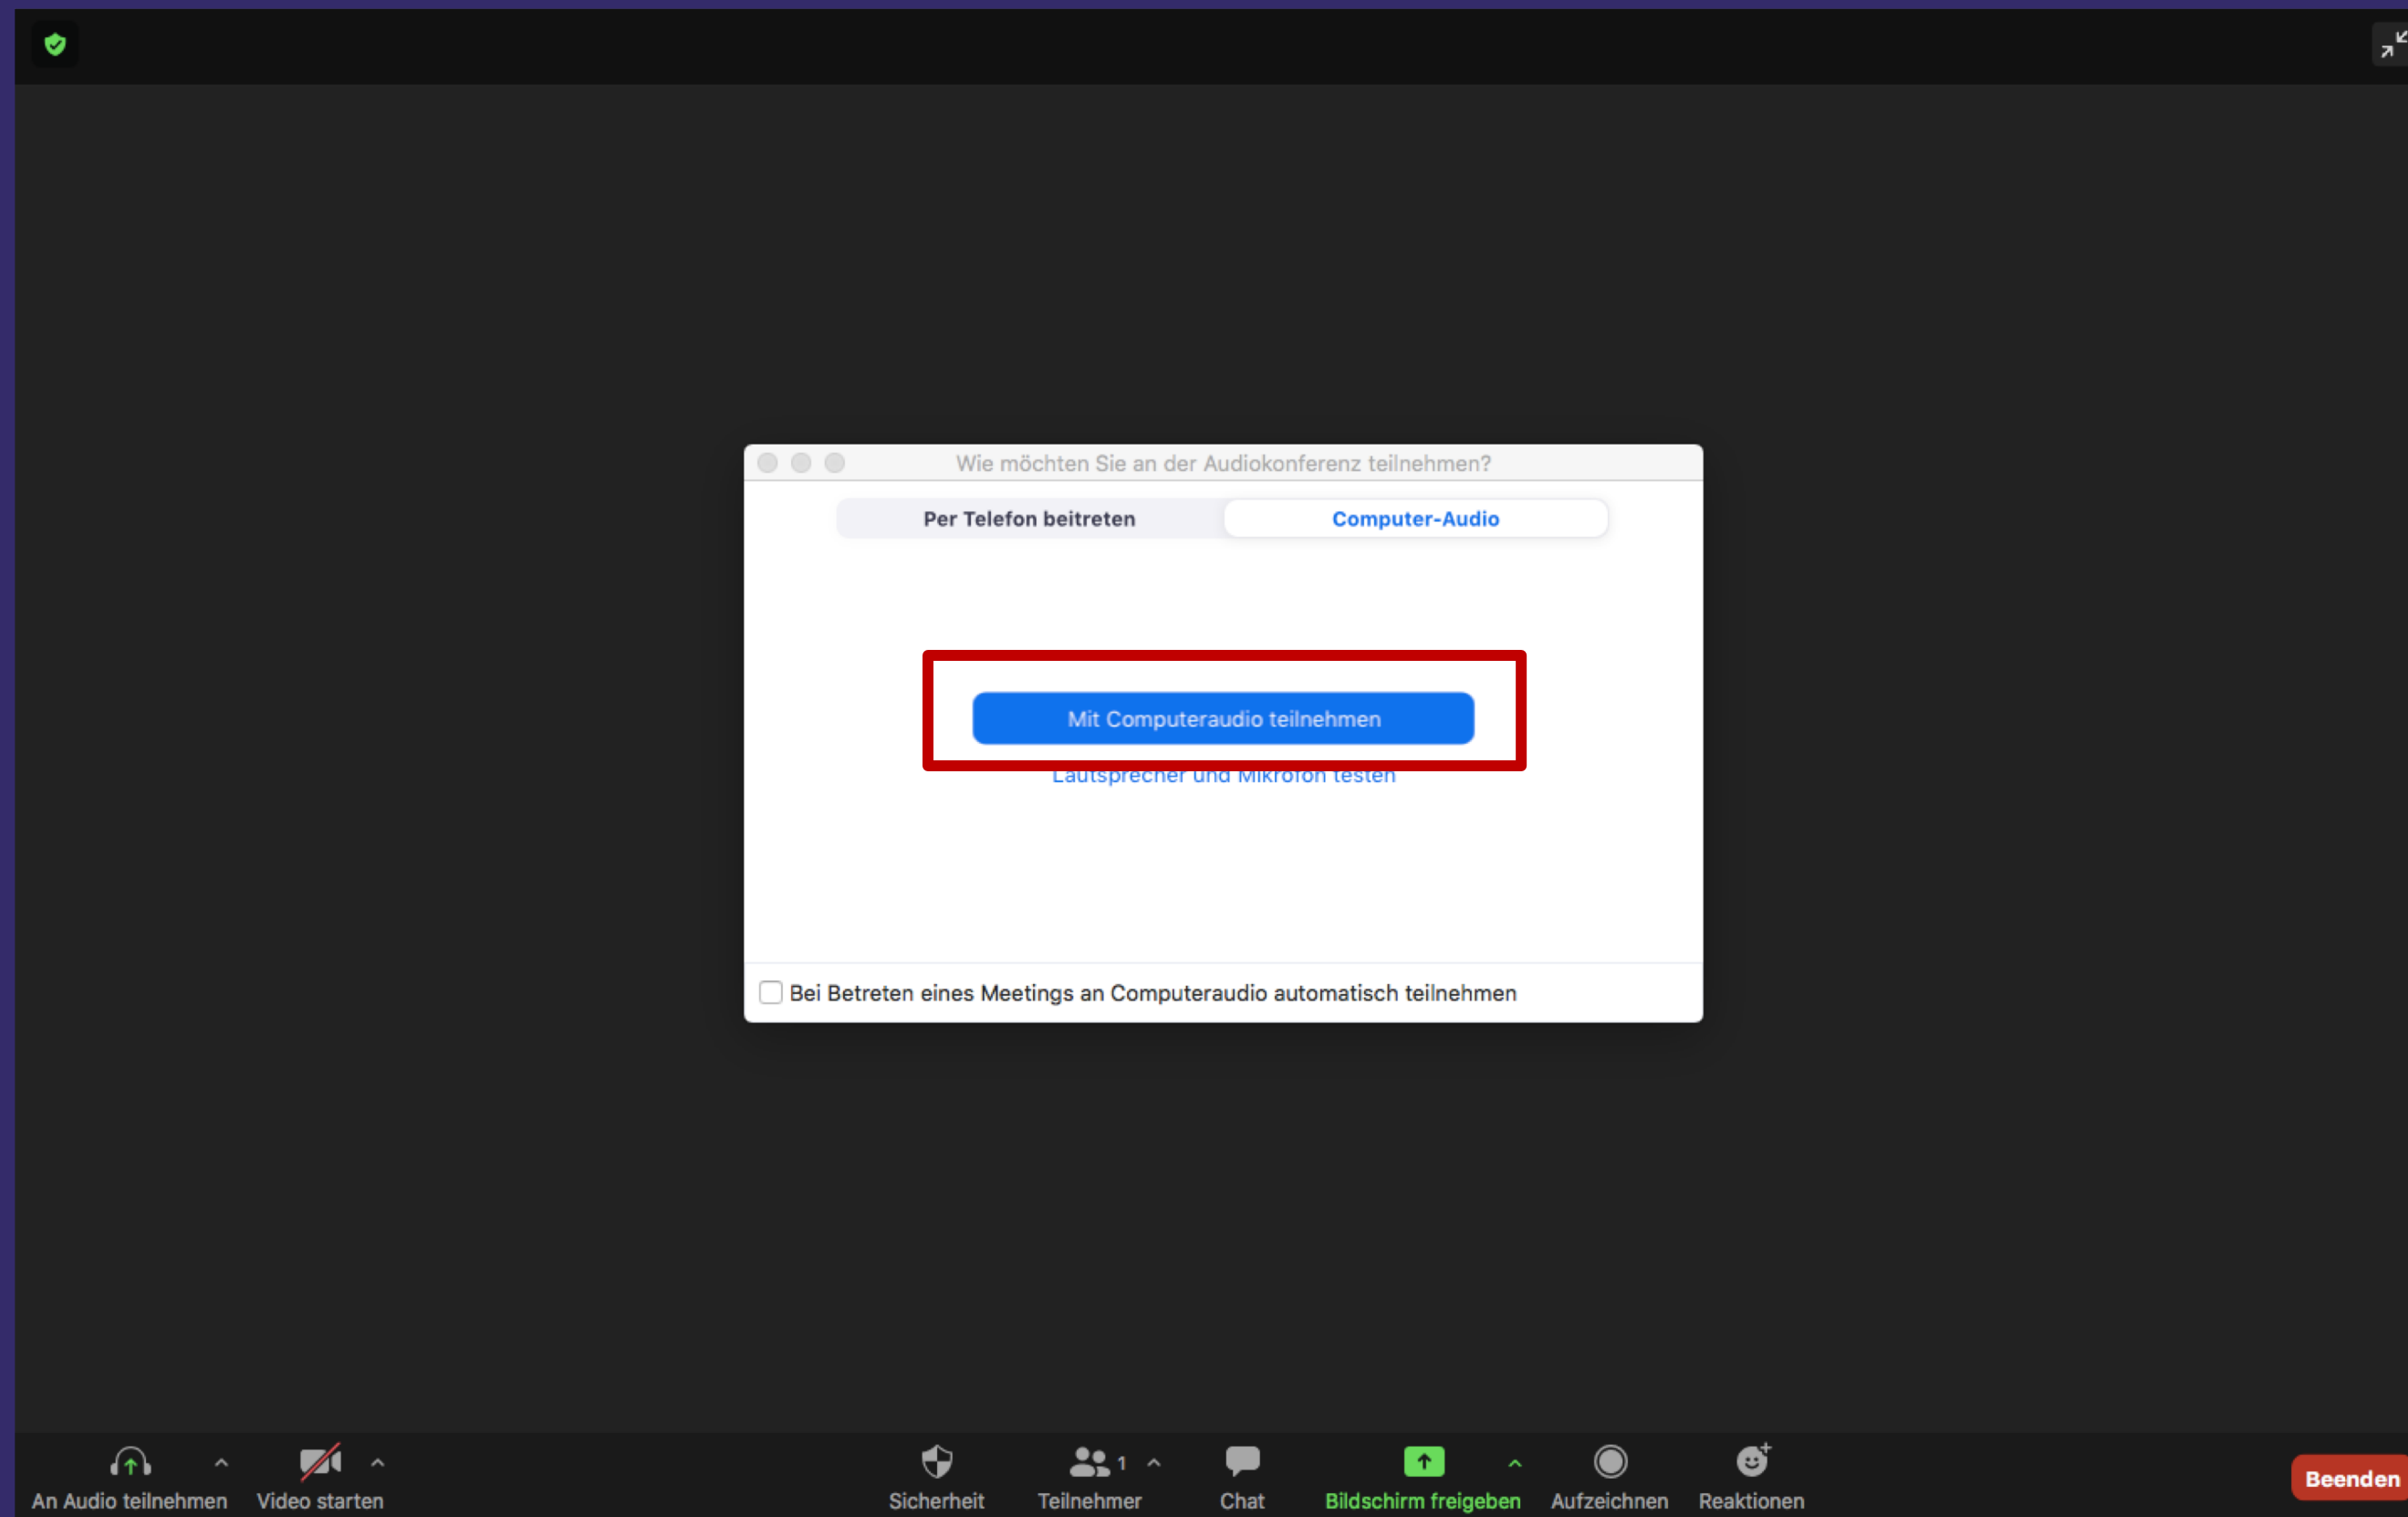 Wie möchten Sie an der Audiokonferenz teilnehmen?
Per Telefon beitreten Computer-Audio
Mit Computeraudio teilnehmen
Lautsprecher und Mikrofon testen
Bei Betreten eines Meetings an Computeraudio automatisch teilnehmen
1
An Audio teilnehmen Video starten Sicherheit Teilnehmer Chat Bildschirm freigeben Aufzeichnen Reaktionen Beenden